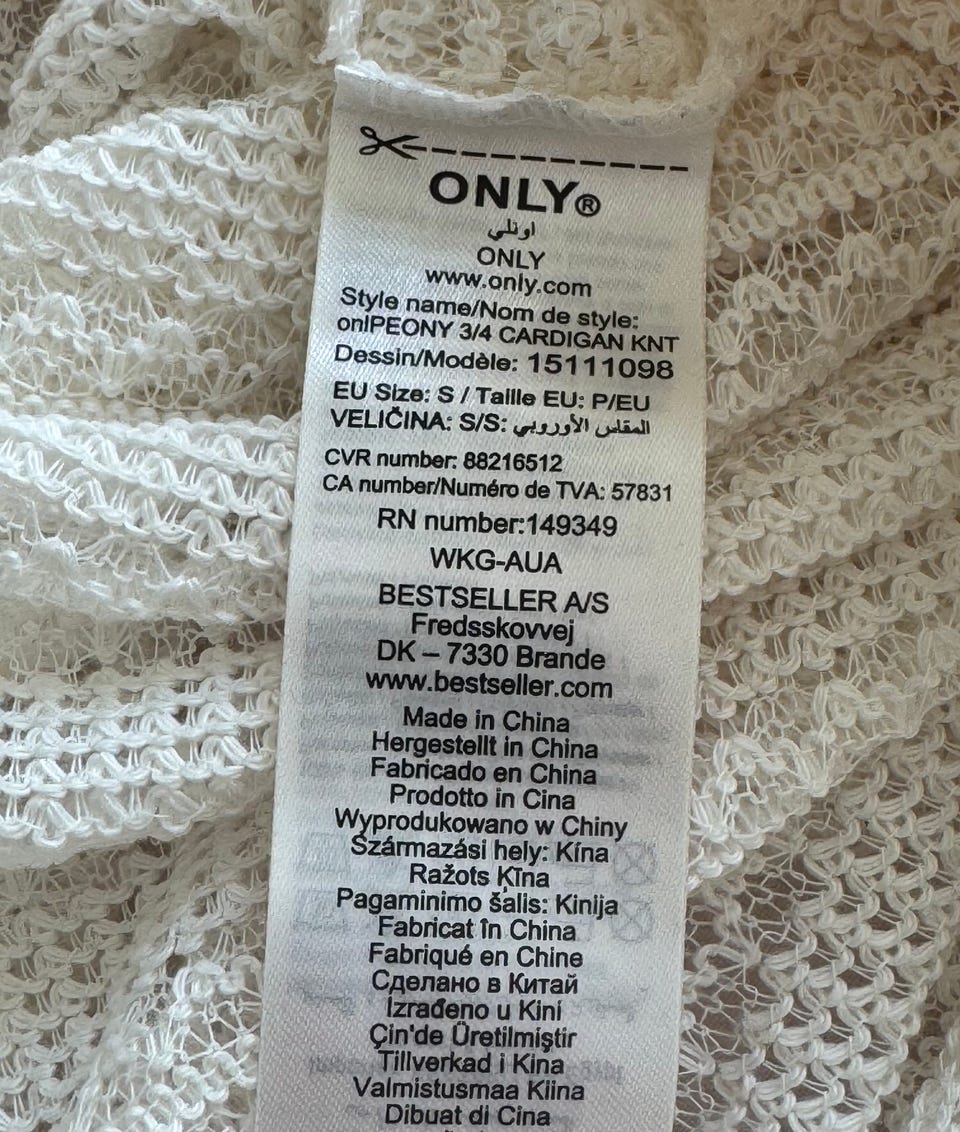 ONLY®
اونلي
ONLY
www.only.com
Style name/Nom de style:
onlPEONY 3/4 CARDIGAN KNT
Dessin/Modèle: 15111098
EU Size: S / Taille EU: P/EU
VELIČINA: S/S: المقاس الأوروبي
CVR number: 88216512
CA number/Numéro de TVA: 57831
RN number:149349
WKG-AUA
BESTSELLER A/S
Fredsskovvej
DK – 7330 Brande
www.bestseller.com
Made in China
Hergestellt in China
Fabricado en China
Prodotto in Cina
Wyprodukowano w Chiny
Származási hely: Kína
Ražots Ķīna
Pagaminimo šalis: Kinija
Fabricat în China
Fabriqué en Chine
Сделано в Китай
Izrađeno u Kini
Çin'de Üretilmiştir
Tillverkad i Kina
Valmistusmaa Kiina
Dibuat di Cina